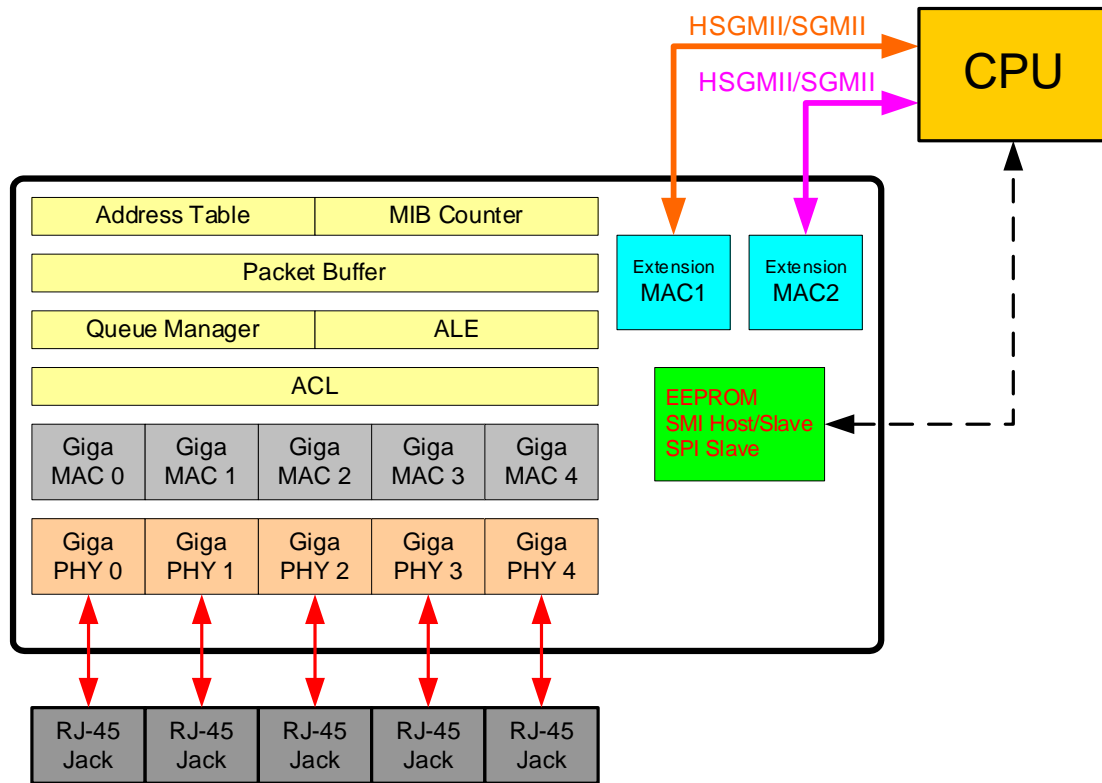 HSGMII/SGMII
HSGMII/SGMII
CPU
Address Table
MIB Counter
Packet Buffer
Queue Manager
ALE
ACL
Extension
MAC1
Extension
MAC2
EEPROM
SMI Host/Slave
SPI Slave
Giga
MAC 0
Giga
MAC 1
Giga
MAC 2
Giga
MAC 3
Giga
MAC 4
Giga
PHY 0
Giga
PHY 1
Giga
PHY 2
Giga
PHY 3
Giga
PHY 4
RJ-45
Jack
RJ-45
Jack
RJ-45
Jack
RJ-45
Jack
RJ-45
Jack